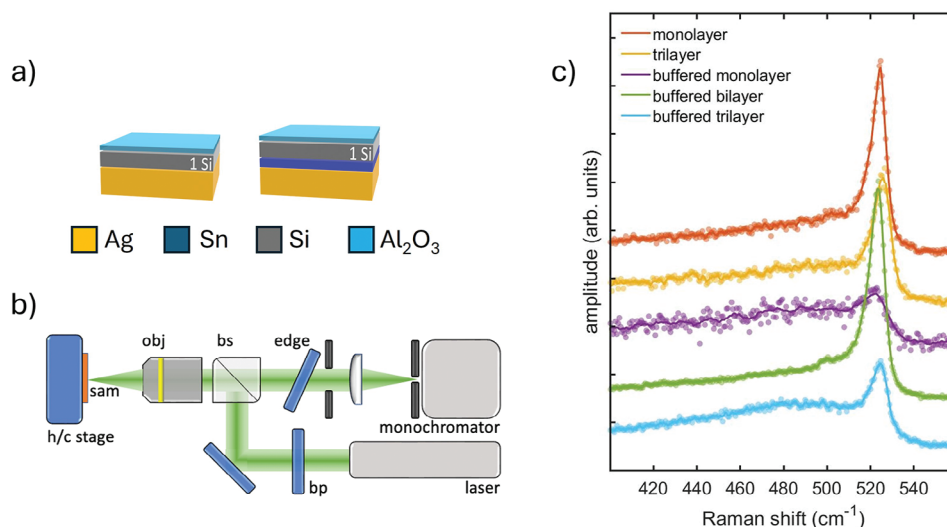 a)
1 Si
1 Si
Ag
Sn
Si
Al₂O₃
b)
obj
bs
edge
sam
h/c stage
monochromator
bp
laser
c)
monolayer
trilayer
buffered monolayer
buffered bilayer
buffered trilayer
amplitude (arb. units)
420 440 460 480 500 520 540
Raman shift (cm⁻¹)